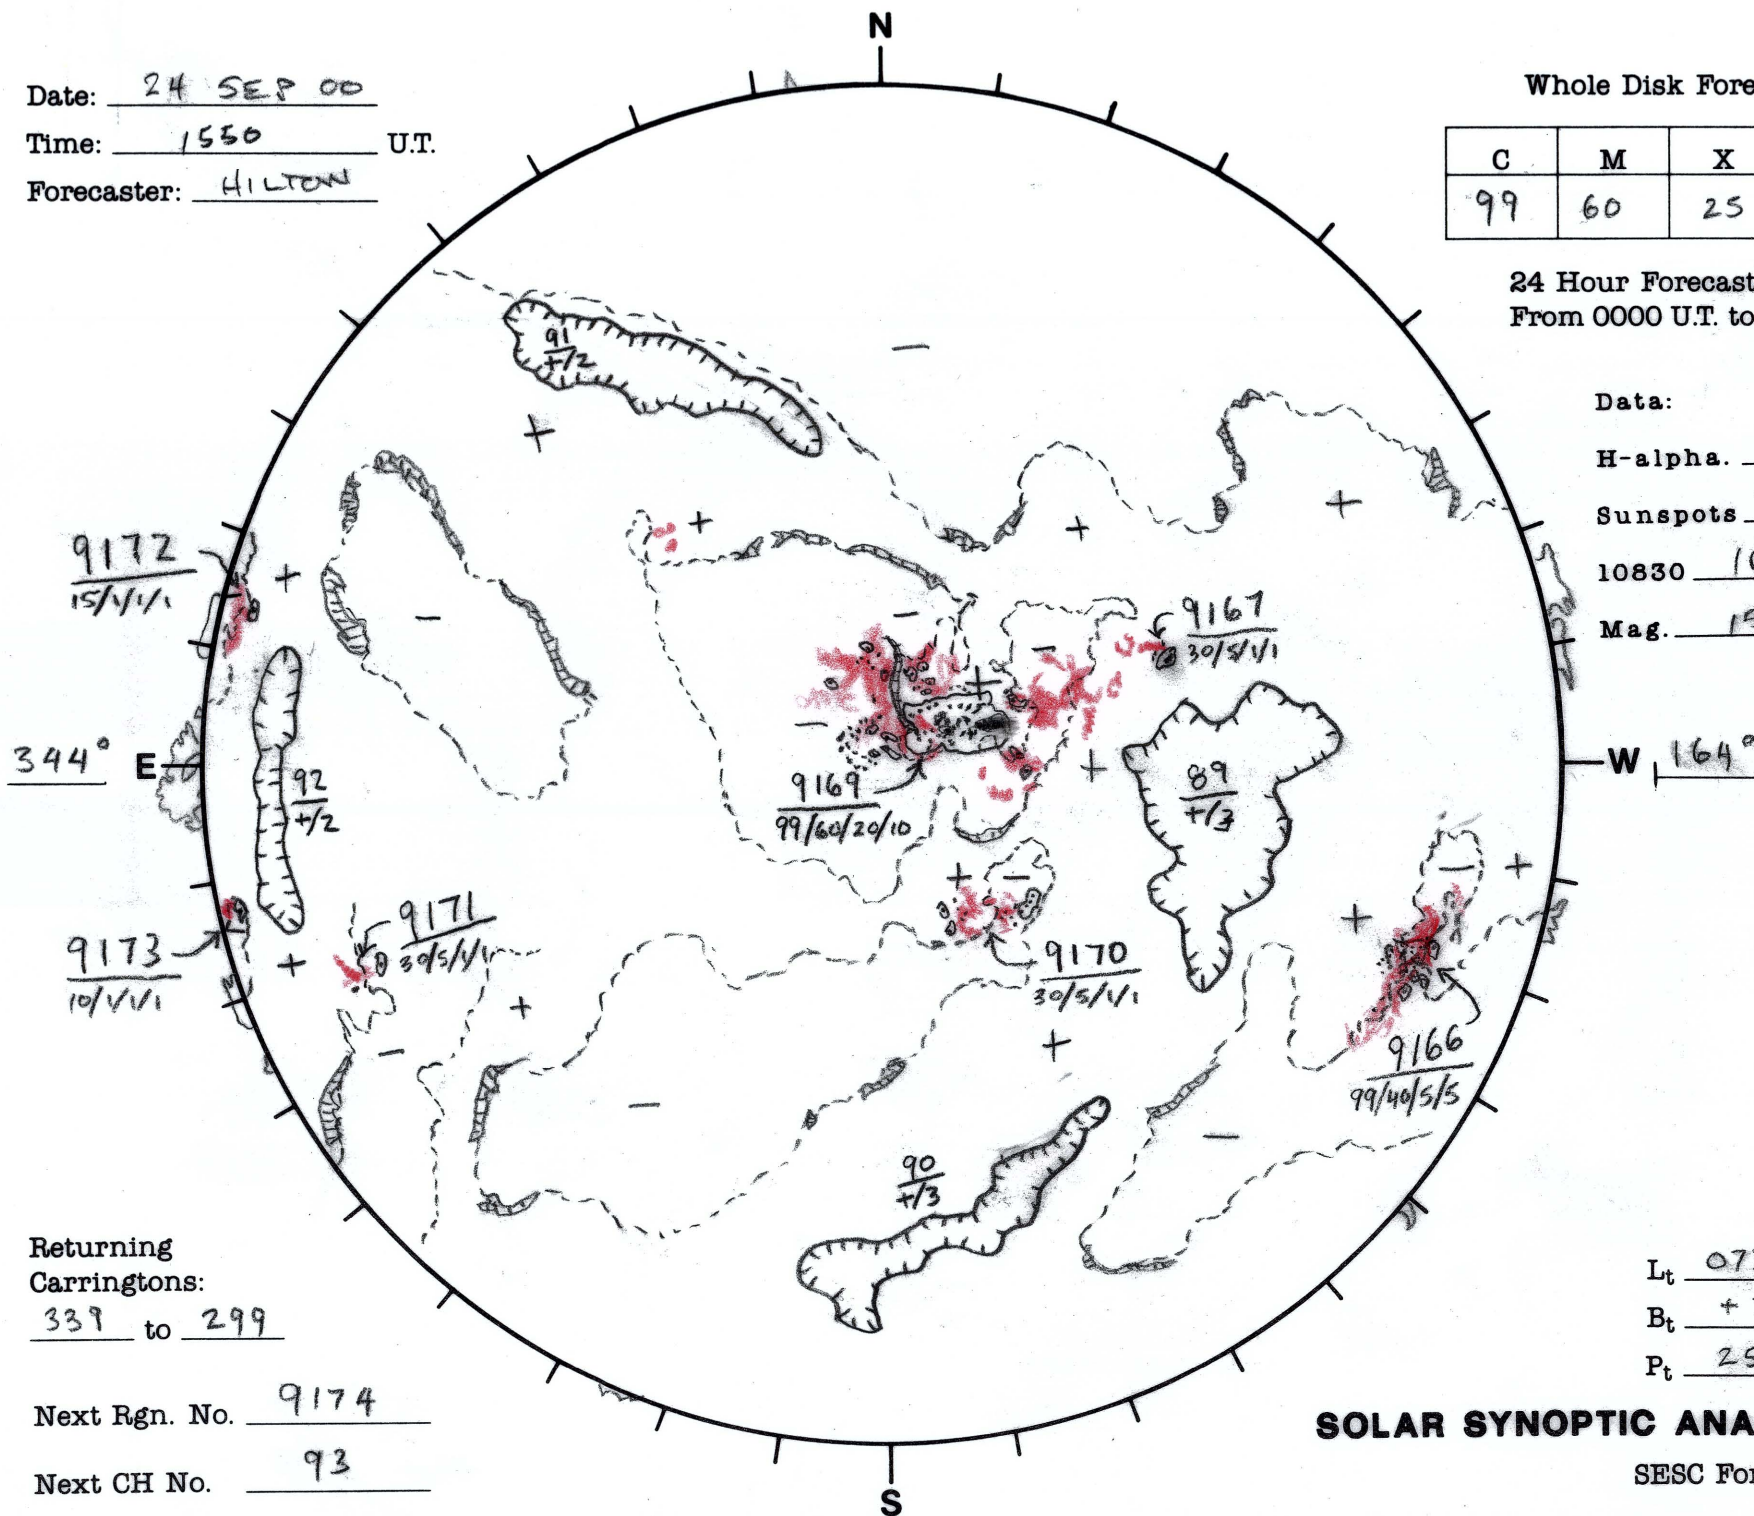 N
Date: 24 SEP 00
Time: 1550 U.T.
Forecaster: HILTON
Whole Disk Fore
C M X
99 60 25
24 Hour Forecast
From 0000 U.T. to
Data:
H-alpha.
Sunspots
10830
Mag.
91
+/2
-
+
9172
15/1/1/1
+
-
+
+
+
-
9167
30/5/1/1
-
+
-
344°
E
W
164°
92
+/2
9169
99/60/20/10
+
89
+/3
+
-
-
+
+
9171
30/5/1/1
9173
10/1/1/1
+
9170
30/5/1/1
+
-
+
9166
99/40/5/5
-
-
90
+/3
Returning
Carringtons:
339 to 299
Lt 07
Bt +
Pt 25
Next Rgn. No. 9174
Next CH No. 93
SOLAR SYNOPTIC ANA
SESC For
S